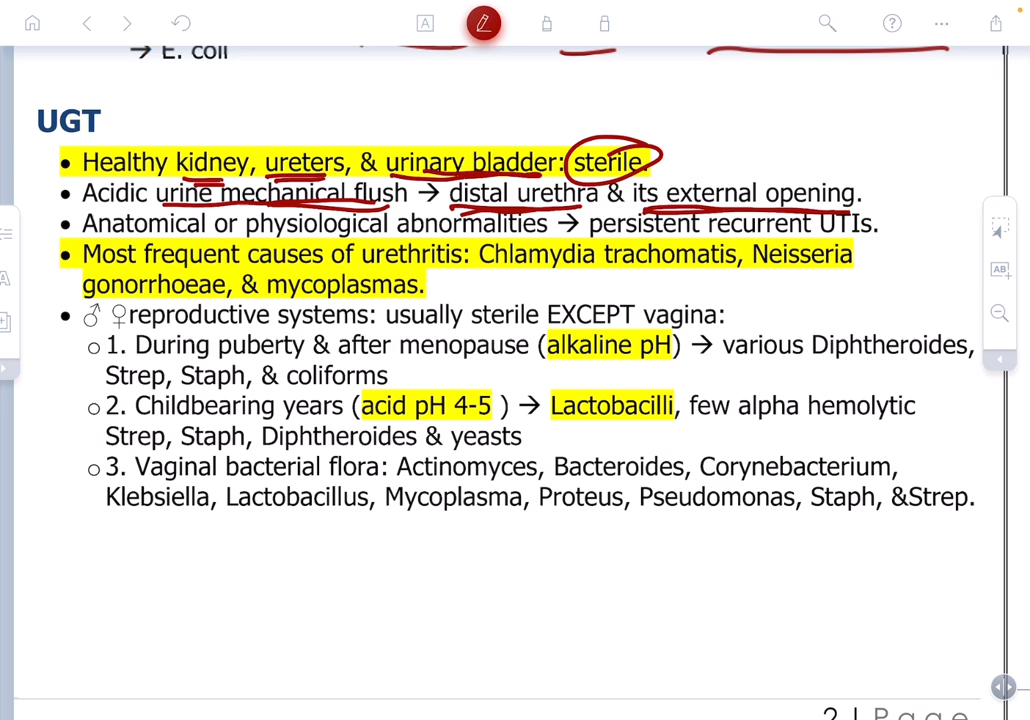 → E. coli
UGT
• Healthy kidney, ureters, & urinary bladder: sterile.
• Acidic urine mechanical flush → distal urethra & its external opening.
• Anatomical or physiological abnormalities → persistent recurrent UTIs.
• Most frequent causes of urethritis: Chlamydia trachomatis, Neisseria
gonorrhoeae, & mycoplasmas.
• ♂ ♀reproductive systems: usually sterile EXCEPT vagina:
o 1. During puberty & after menopause (alkaline pH) → various Diphtheroides,
Strep, Staph, & coliforms
o 2. Childbearing years (acid pH 4-5 ) → Lactobacilli, few alpha hemolytic
Strep, Staph, Diphtheroides & yeasts
o 3. Vaginal bacterial flora: Actinomyces, Bacteroides, Corynebacterium,
Klebsiella, Lactobacillus, Mycoplasma, Proteus, Pseudomonas, Staph, &Strep.
2 | Page